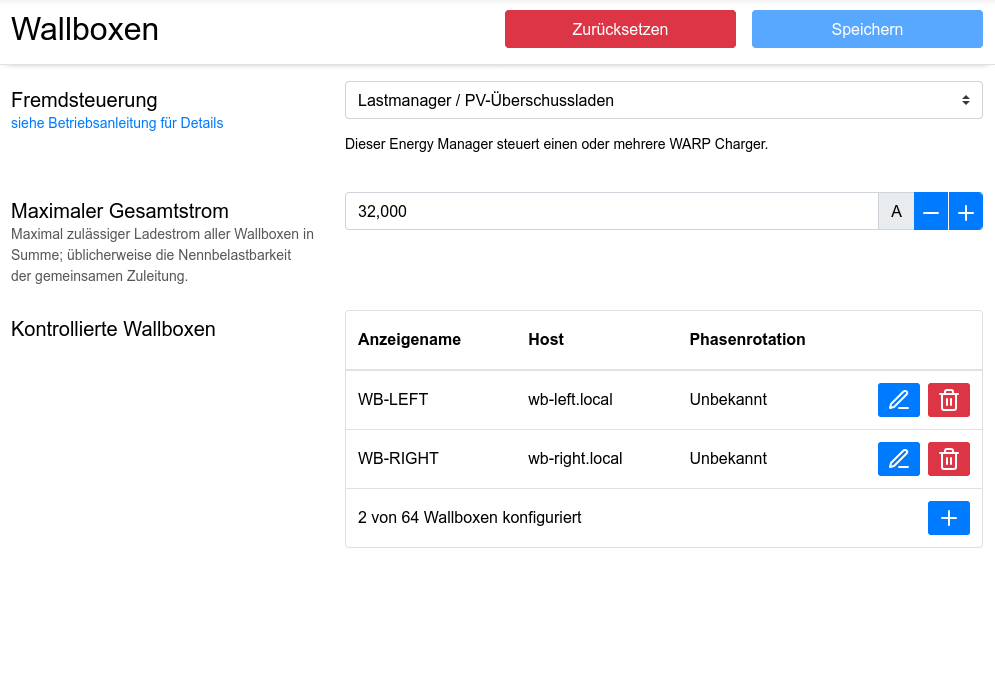 Wallboxen
Zurücksetzen
Speichern
Fremdsteuerung
siehe Betriebsanleitung für Details
Lastmanager / PV-Überschussladen
Dieser Energy Manager steuert einen oder mehrere WARP Charger.
Maximaler Gesamtstrom
Maximal zulässiger Ladestrom aller Wallboxen in
Summe; üblicherweise die Nennbelastbarkeit
der gemeinsamen Zuleitung.
32,000 A
Kontrollierte Wallboxen
Anzeigename Host Phasenrotation
WB-LEFT wb-left.local Unbekannt
WB-RIGHT wb-right.local Unbekannt
2 von 64 Wallboxen konfiguriert